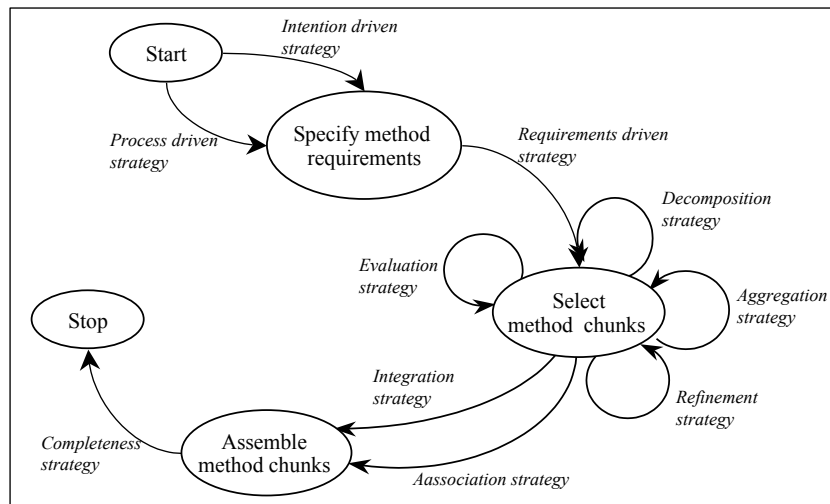 Start
Intention driven
strategy
Process driven
strategy
Specify method
requirements
Requirements driven
strategy
Decomposition
strategy
Evaluation
strategy
Select
method chunks
Aggregation
strategy
Stop
Integration
strategy
Refinement
strategy
Completeness
strategy
Assemble
method chunks
Aassociation strategy